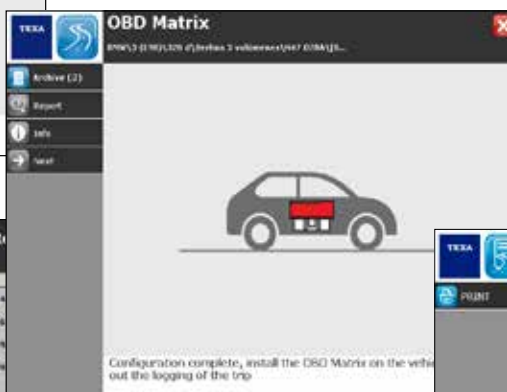 TEXA
OBD Matrix
Archive (2)
Report
Info
Next
TEXA
PRINT
Configuration complete, install the OBD Matrix on the
out the logging of the trip